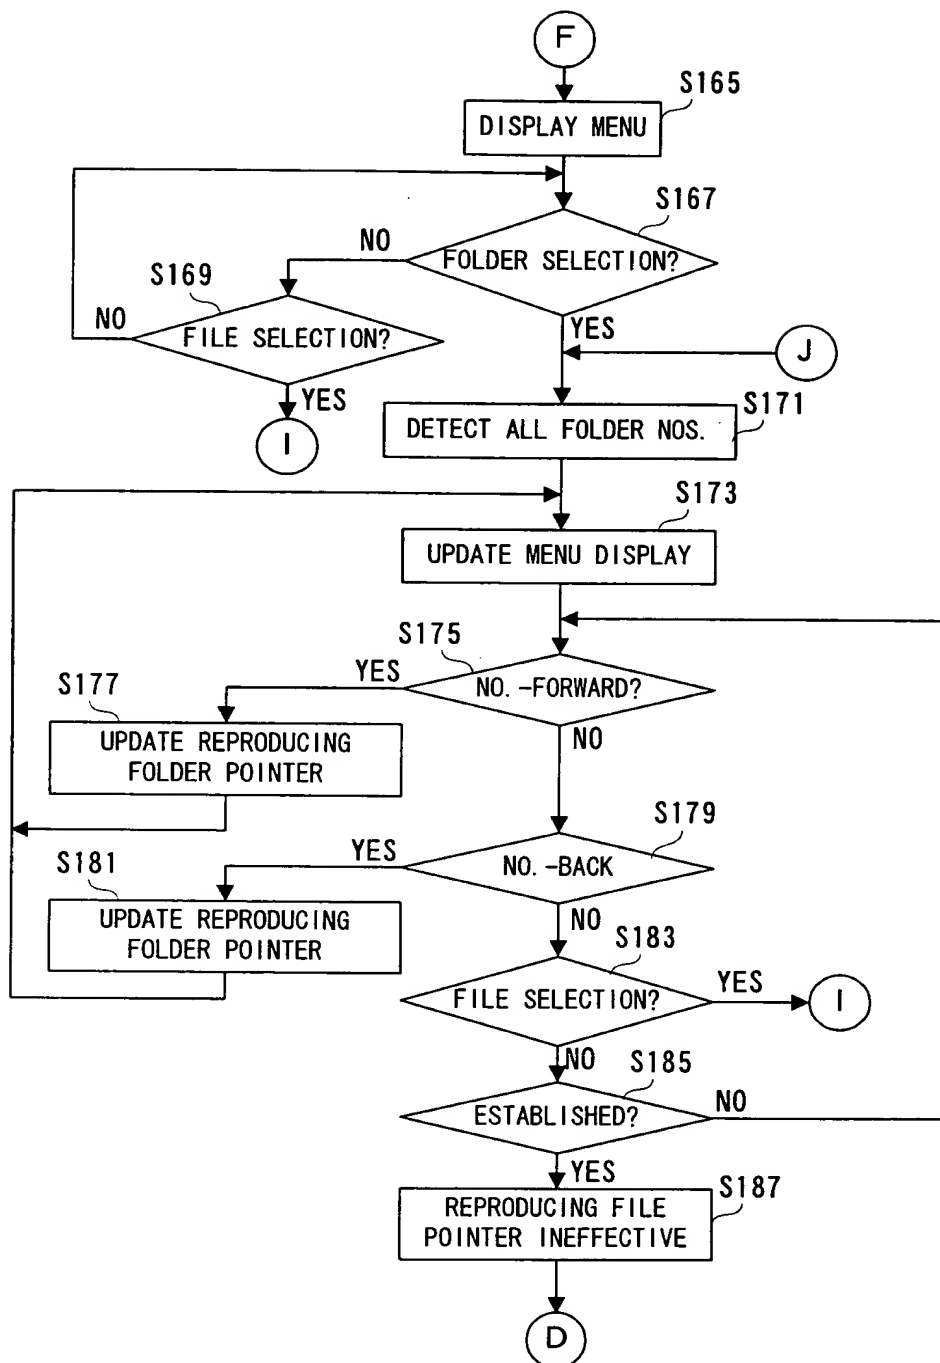 F
S165
DISPLAY MENU
S167
NO
FOLDER SELECTION?
S169
NO
FILE SELECTION?
YES
J
YES
S171
I
DETECT ALL FOLDER NOS.
S173
UPDATE MENU DISPLAY
S175
YES
NO.-FORWARD?
S177
NO
UPDATE REPRODUCING
FOLDER POINTER
S179
YES
NO.-BACK
S181
NO
UPDATE REPRODUCING
FOLDER POINTER
S183
YES
FILE SELECTION?
I
NO
S185
NO
ESTABLISHED?
YES
S187
REPRODUCING FILE
POINTER INEFFECTIVE
D